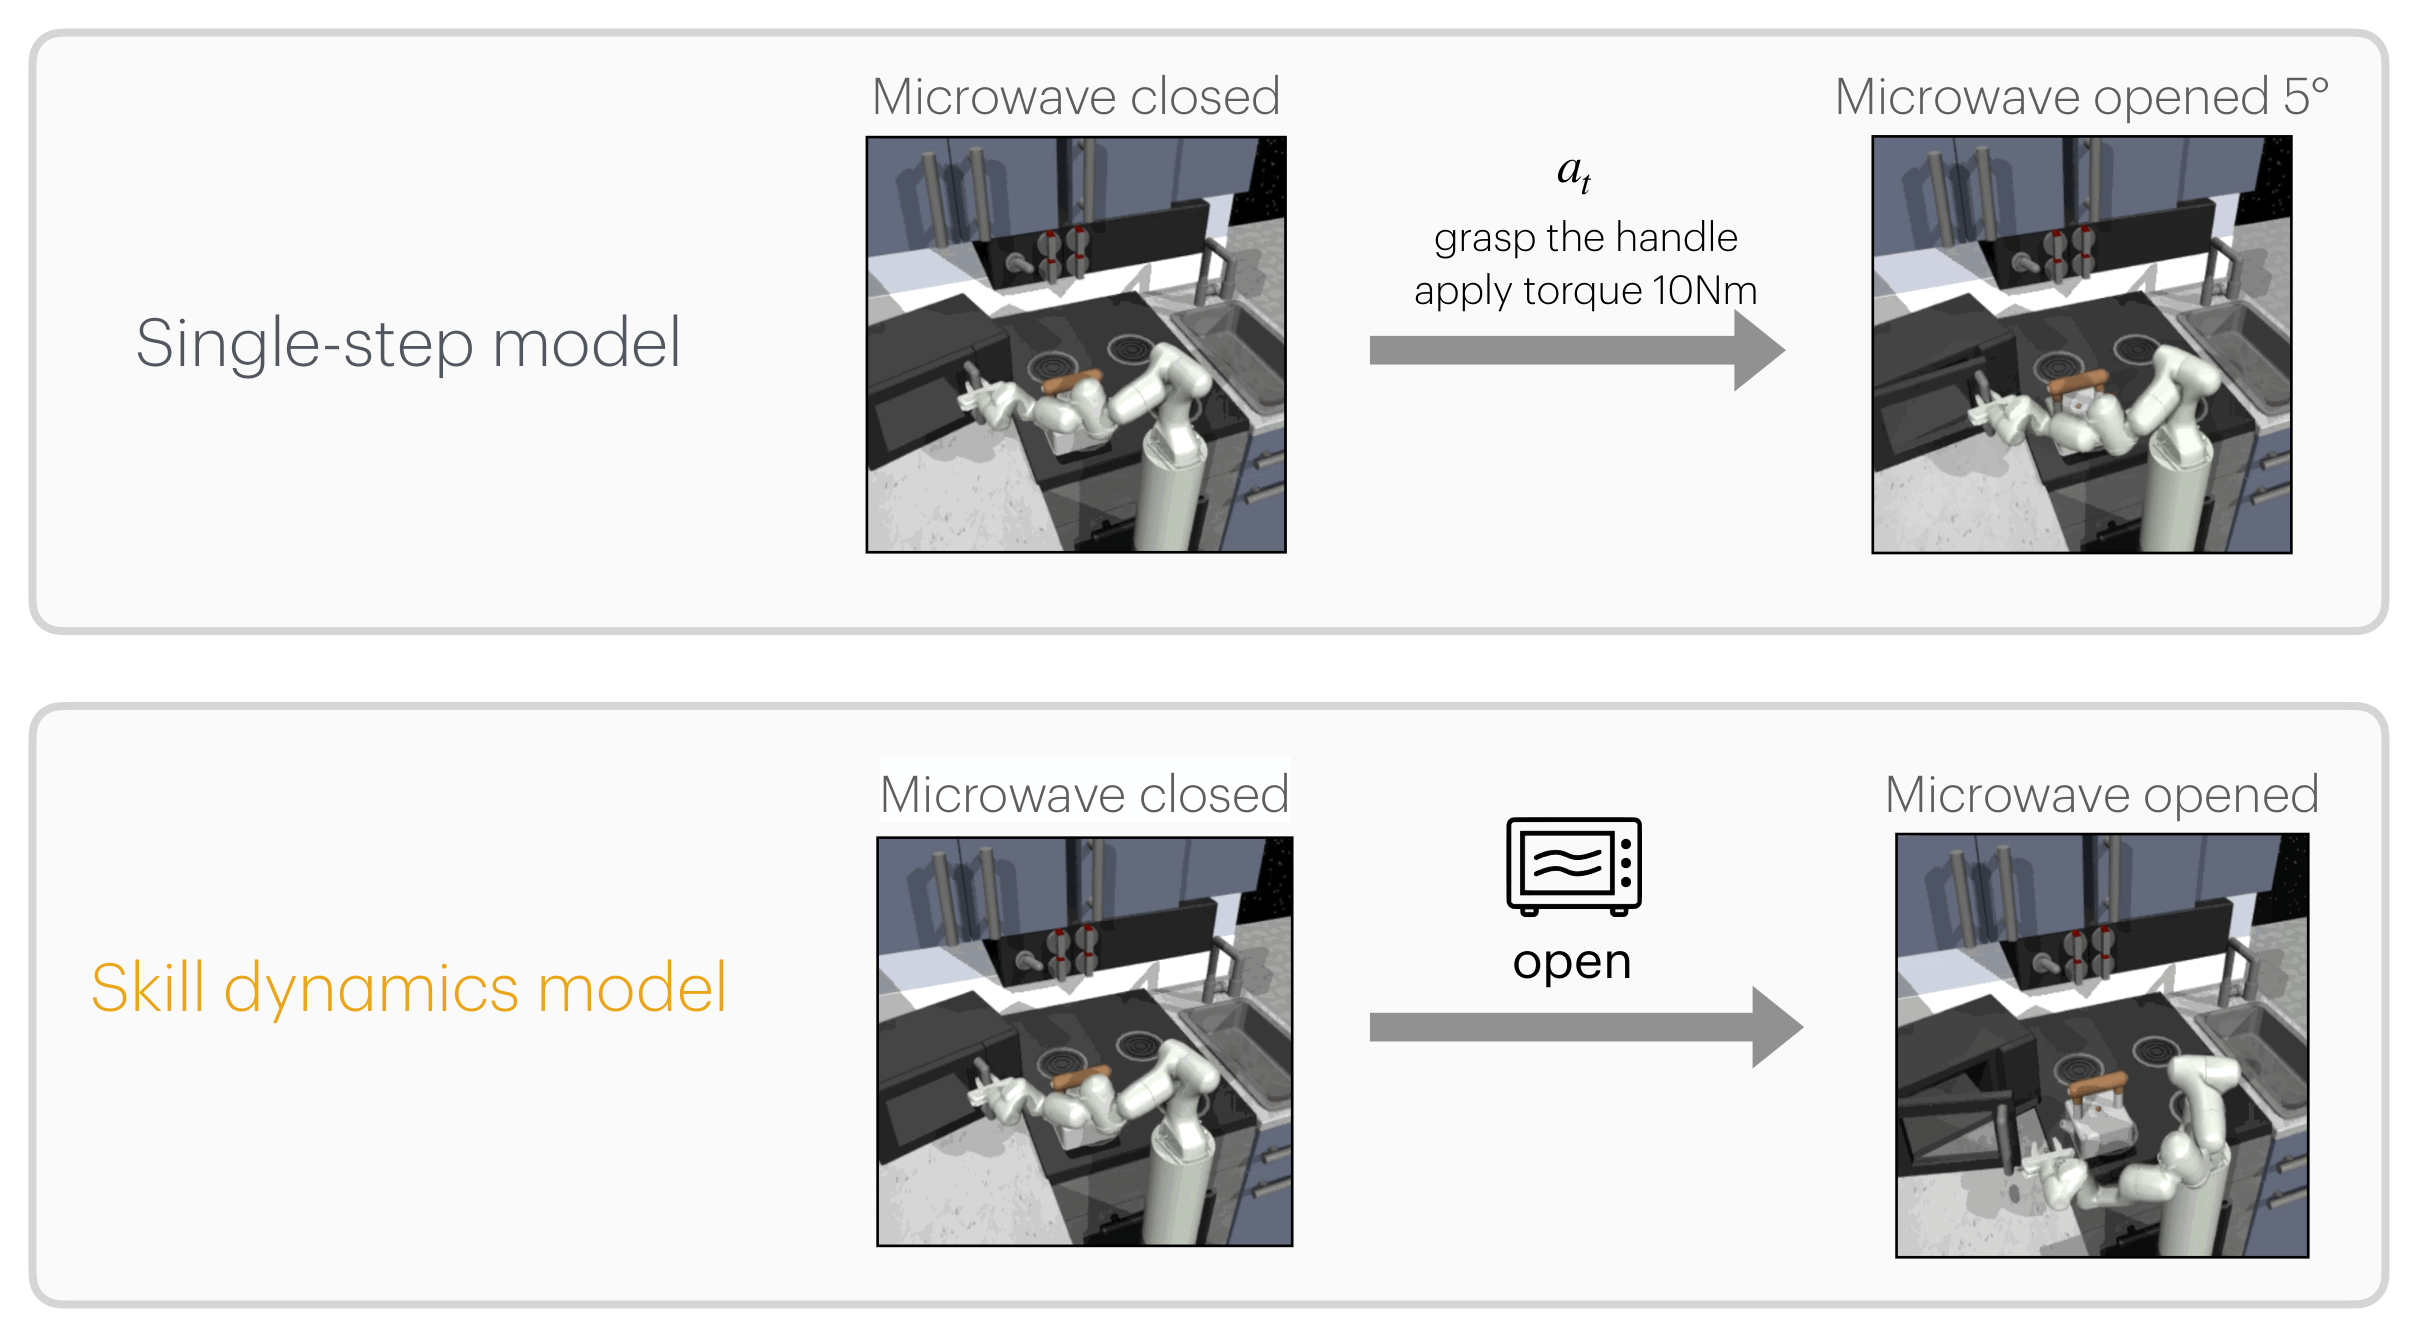 Microwave closed
Microwave opened 5°
a_t
grasp the handle
apply torque 10Nm
Single-step model
Microwave closed
Microwave opened
open
Skill dynamics model